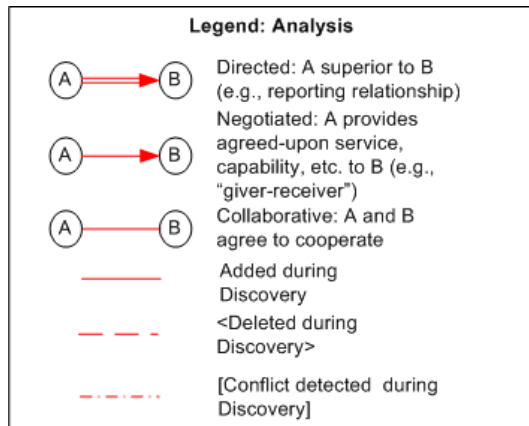 Legend: Analysis
A B Directed: A superior to B
(e.g., reporting relationship)
Negotiated: A provides
A B agreed-upon service,
capability, etc. to B (e.g.,
“giver-receiver”)
A B Collaborative: A and B
agree to cooperate
Added during
Discovery
<Deleted during
Discovery>
[Conflict detected during
Discovery]